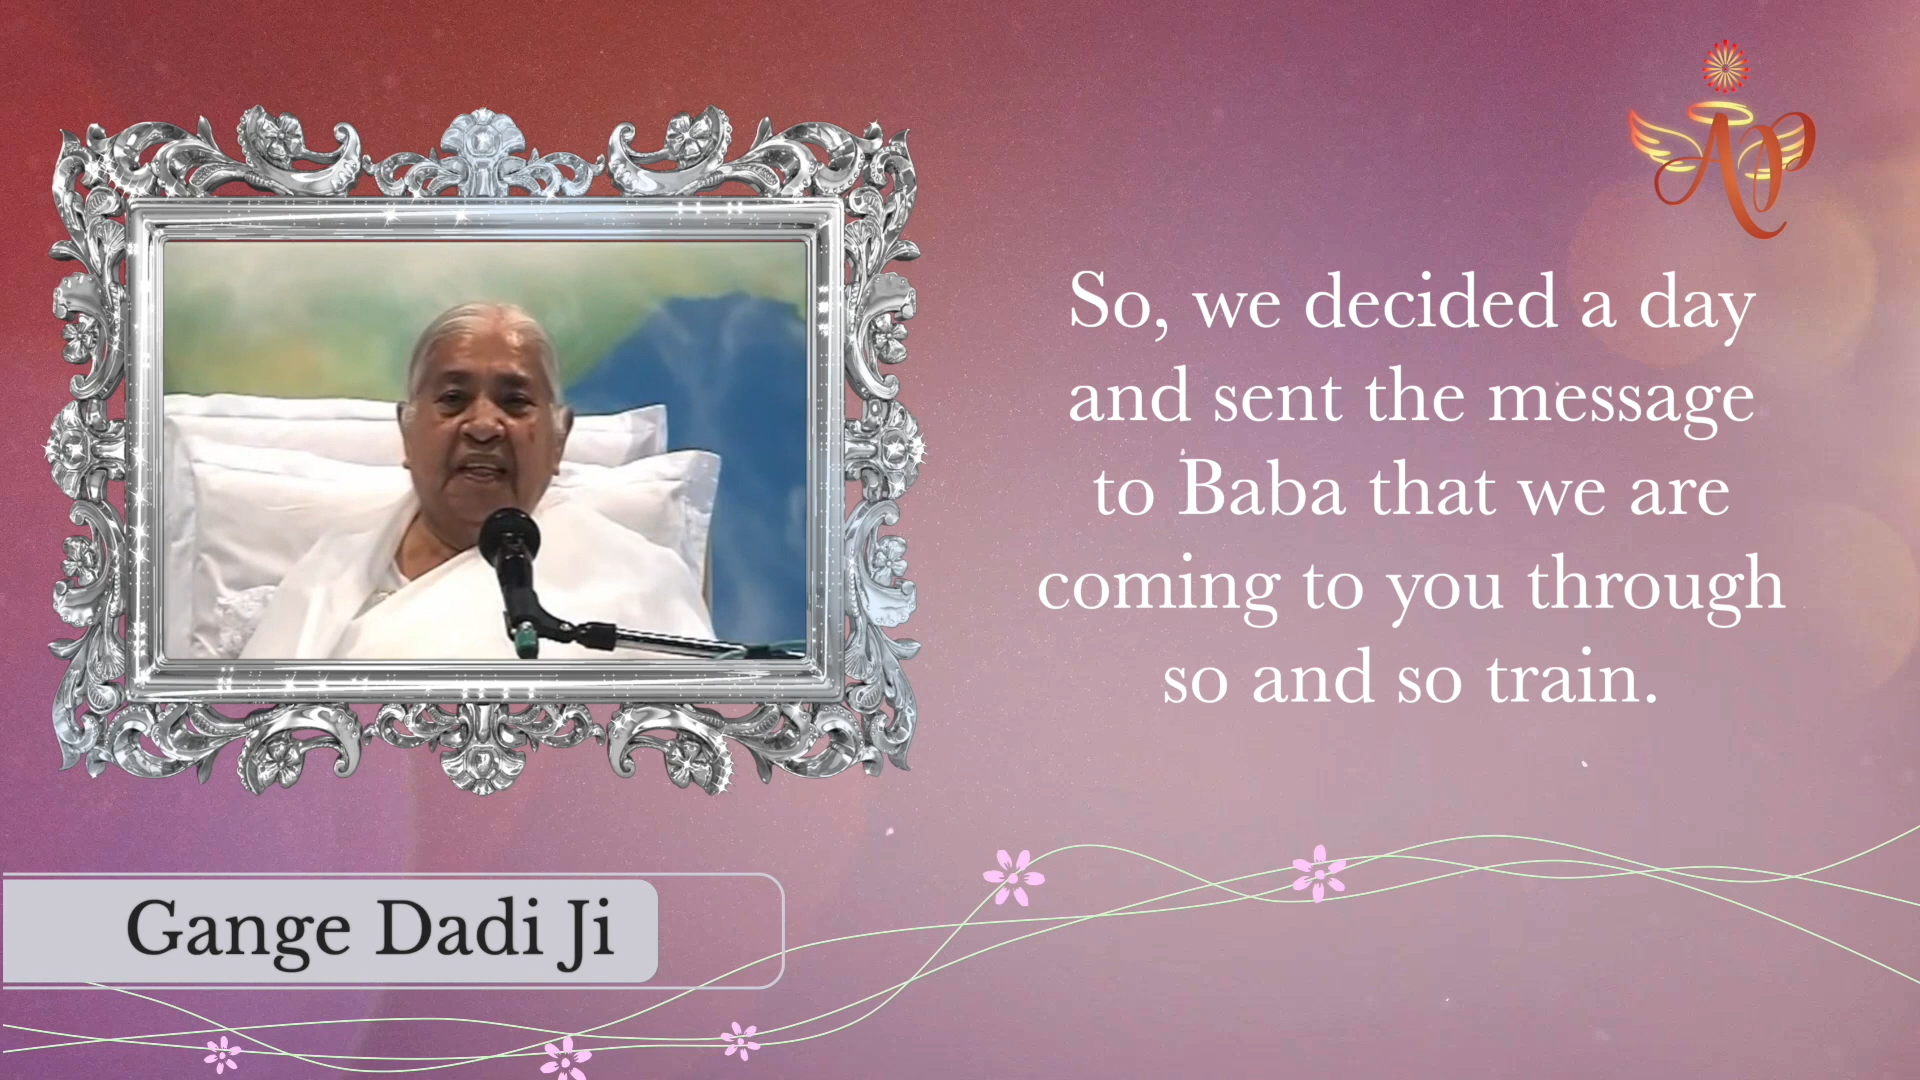 AP
So, we decided a day
and sent the message
to Baba that we are
coming to you through
so and so train.
Gange Dadi Ji